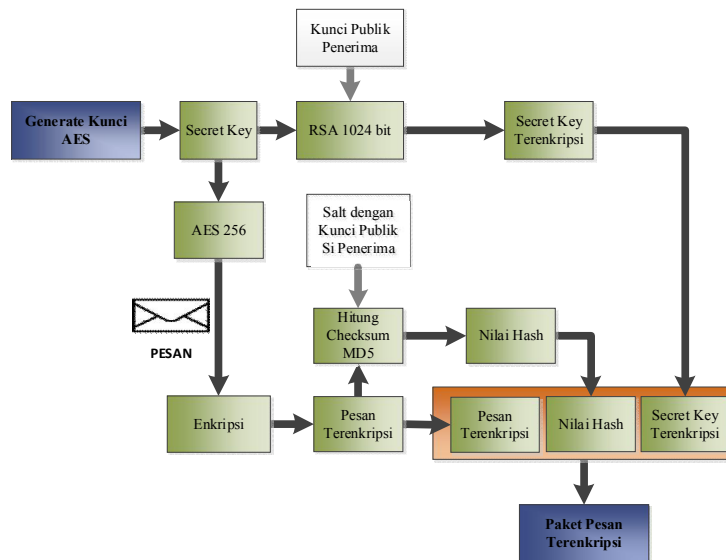 Kunci Publik
Penerima
Generate Kunci
AES
Secret Key
RSA 1024 bit
Secret Key
Terenkripsi
AES 256
Salt dengan
Kunci Publik
Si Penerima
PESAN
Hitung
Checksum
MD5
Nilai Hash
Enkripsi
Pesan
Terenkripsi
Pesan
Terenkripsi
Nilai Hash
Secret Key
Terenkripsi
Paket Pesan
Terenkripsi